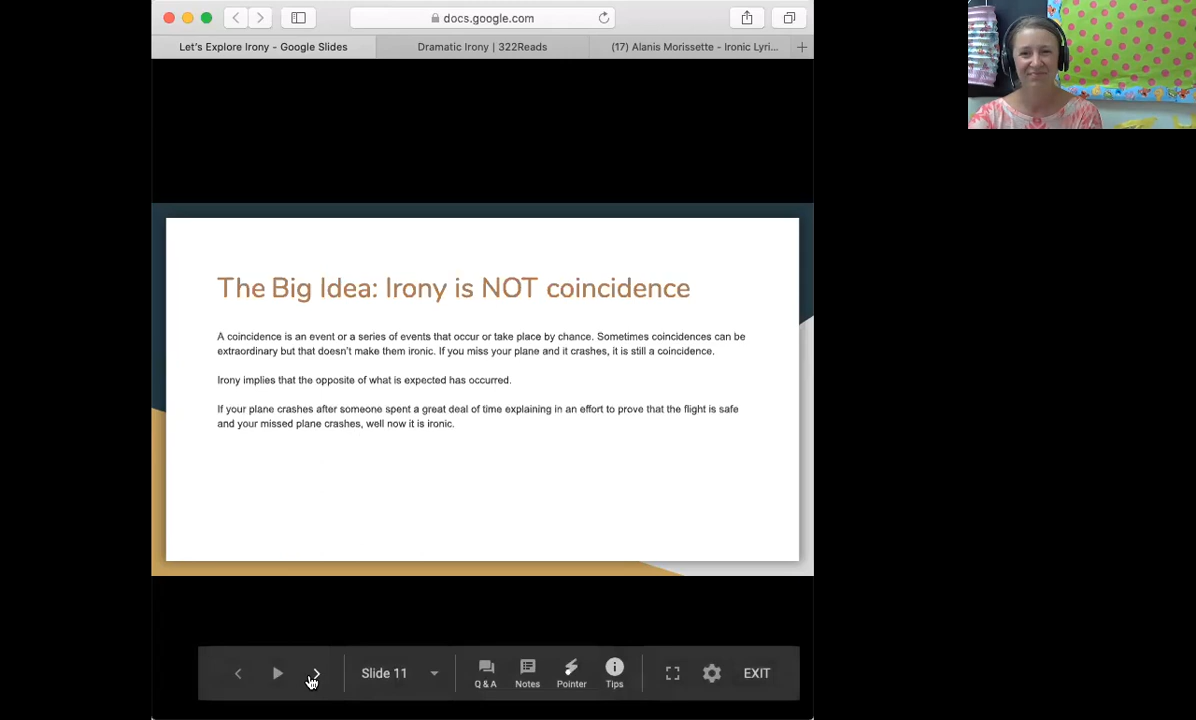 docs.google.com
Let's Explore Irony - Google Slides
Dramatic Irony | 322Reads
(17) Alanis Morissette - Ironic Lyri...
The Big Idea: Irony is NOT coincidence
A coincidence is an event or a series of events that occur or take place by chance. Sometimes coincidences can be
extraordinary but that doesn't make them ironic. If you miss your plane and it crashes, it is still a coincidence.
Irony implies that the opposite of what is expected has occurred.
If your plane crashes after someone spent a great deal of time explaining in an effort to prove that the flight is safe
and your missed plane crashes, well now it is ironic.
Slide 11
Q & A
Notes
Pointer
Tips
EXIT